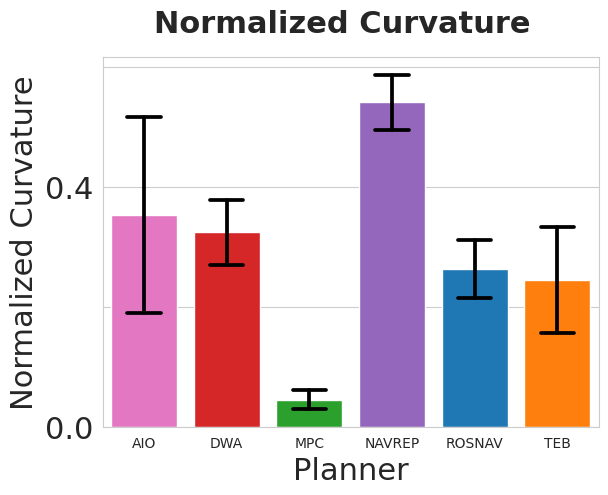 Normalized Curvature
Normalized Curvature
0.4
0.0
AIO DWA MPC NAVREP ROSNAV TEB
Planner